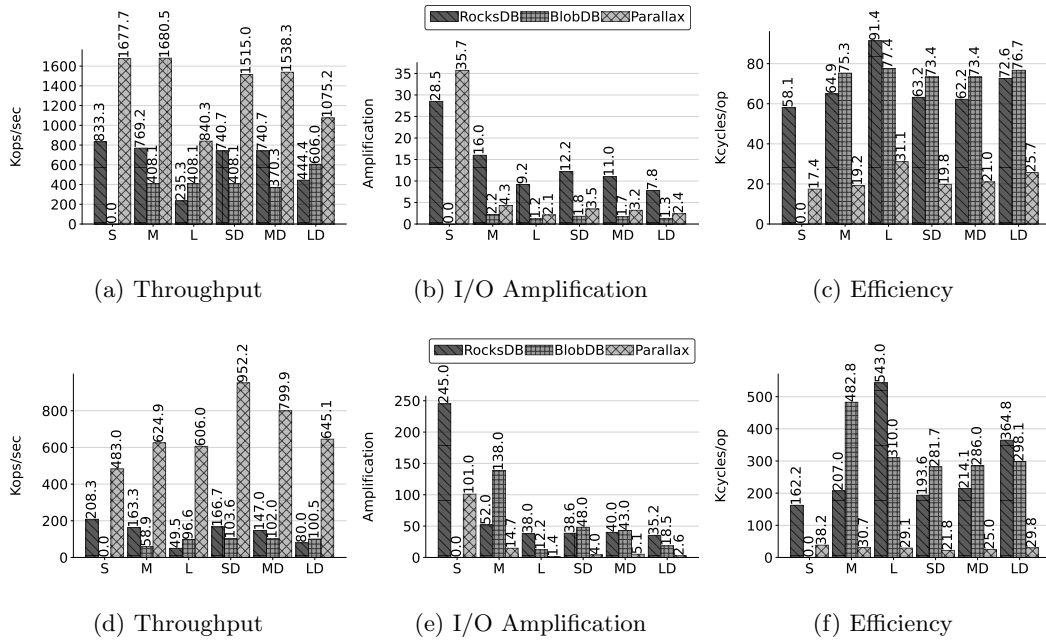 RocksDB BlobDB Parallax
Kops/sec
0 200 400 600 800 1000 1200 1400 1600
833.3 0.0 1677.7
769.2 408.1 1680.5
235.3 408.1 840.3
740.7 408.1 1515.0
740.7 370.3 1538.3
444.4 606.0 1075.2
S M L SD MD LD
(a) Throughput
Amplification
0 5 10 15 20 25 30 35
28.5 0.0 35.7
16.0 2.2 4.3
9.2 1.2 2.1
12.2 1.8 3.5
11.0 1.7 3.2
7.8 1.3 2.4
S M L SD MD LD
(b) I/O Amplification
Kcycles/op
0 20 40 60 80
58.1 0.0 17.4
64.9 75.3 19.2
91.4 77.4 31.1
63.2 73.4 19.8
62.2 73.4 21.0
72.6 76.7 25.7
S M L SD MD LD
(c) Efficiency
RocksDB BlobDB Parallax
Kops/sec
0 200 400 600 800
208.3 0.0 483.0
163.3 58.9 624.9
49.5 96.6 606.0
166.7 103.6 952.2
147.0 102.0 799.9
80.0 100.5 645.1
S M L SD MD LD
(d) Throughput
Amplification
0 50 100 150 200 250
245.0 0.0 101.0
52.0 138.0 14.7
38.0 12.2 1.4
38.6 48.0 4.0
40.0 43.0 5.1
35.2 18.5 2.6
S M L SD MD LD
(e) I/O Amplification
Kcycles/op
0 100 200 300 400 500
162.2 0.0 38.2
207.0 482.8 30.7
543.0 310.0 29.1
193.6 281.7 21.8
214.1 286.0 25.0
364.8 298.1 29.8
S M L SD MD LD
(f) Efficiency